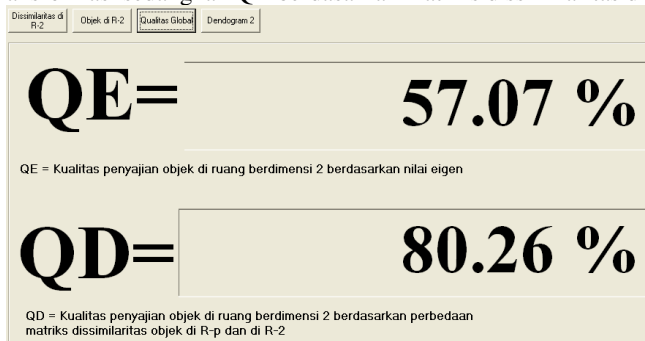 Dissimilaritas di R-2 Objek di R-2 Qualitas Global Dendogram 2
QE= 57.07 %
QE = Kualitas penyajian objek di ruang berdimensi 2 berdasarkan nilai eigen
QD= 80.26 %
QD = Kualitas penyajian objek di ruang berdimensi 2 berdasarkan perbedaan
matriks dissimilaritas objek di R-p dan di R-2